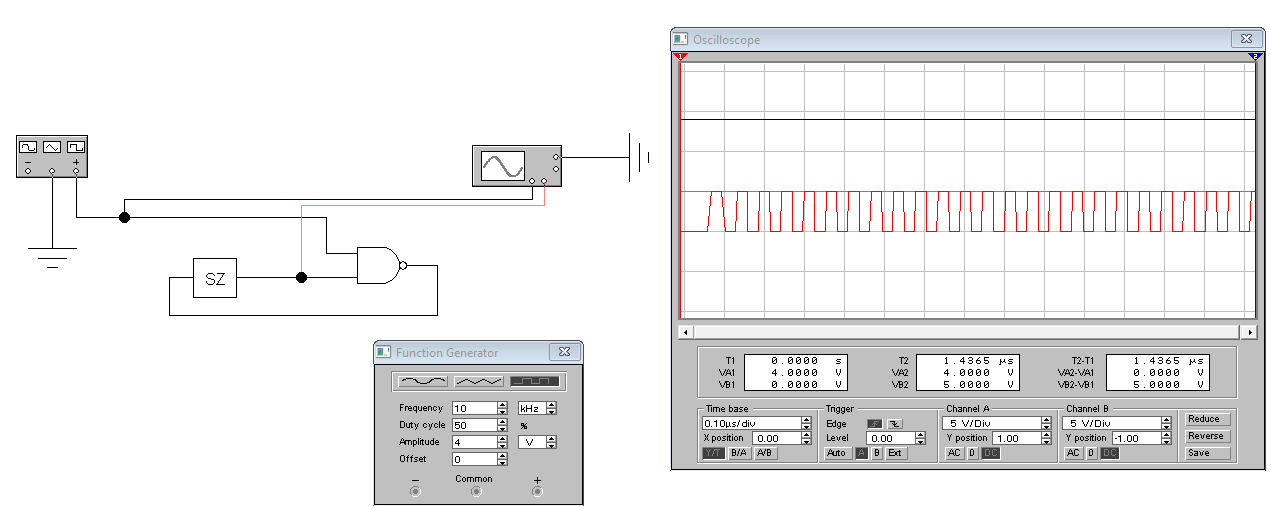 Oscilloscope
1
2
− +
SZ
Function Generator
Frequency 10 kHz
Duty cycle 50 %
Amplitude 4 V
Offset 0
− Common +
T1 0.0000 s
VA1 4.0000 V
VB1 0.0000 V
T2 1.4365 µs
VA2 4.0000 V
VB2 5.0000 V
T2-T1 1.4365 µs
VA2-VA1 0.0000 V
VB2-VB1 5.0000 V
Time base
0.10µs/div
X position 0.00
Y/T B/A A/B
Trigger
Edge
Level 0.00
Auto A B Ext
Channel A
5 V/Div
Y position 1.00
AC 0 DC
Channel B
5 V/Div
Y position -1.00
AC 0 DC
Reduce
Reverse
Save